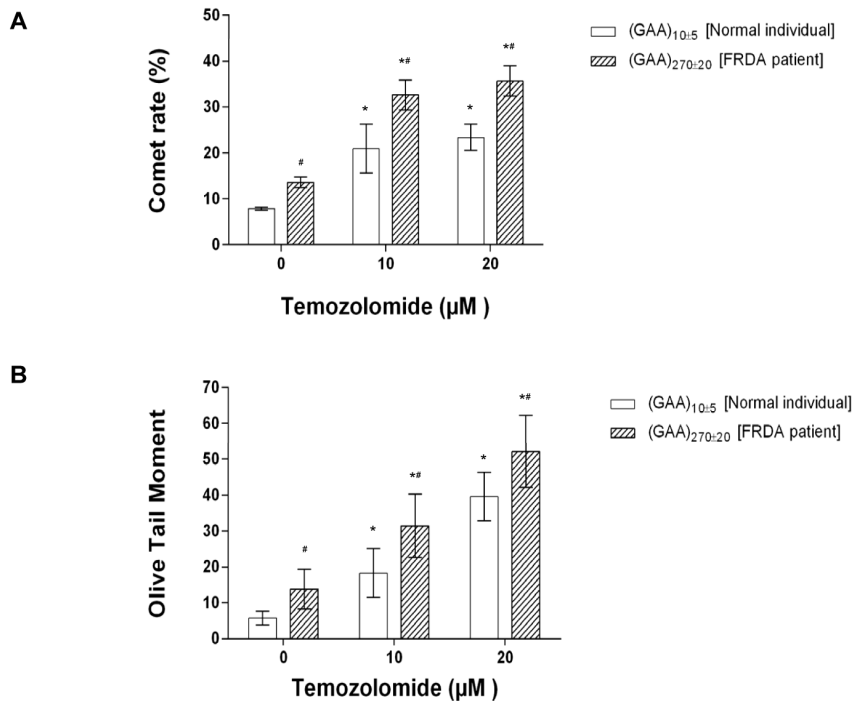 A
50
40
30
20
10
0
Comet rate (%)
#
*
*#
*
*#
0 10 20
Temozolomide (µM )
(GAA)10±5 [Normal individual]
(GAA)270±20 [FRDA patient]
B
70
60
50
40
30
20
10
0
Olive Tail Moment
#
*
*#
*
*#
0 10 20
Temozolomide (µM )
(GAA)10±5 [Normal individual]
(GAA)270±20 [FRDA patient]